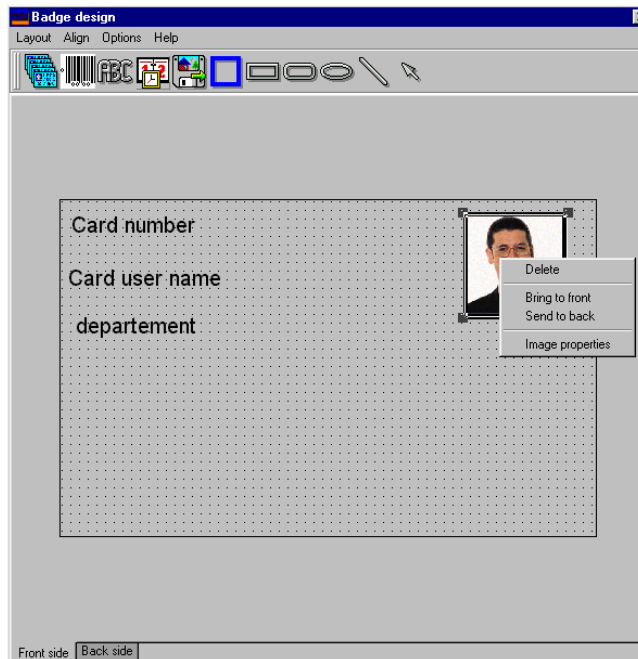 Badge design
Layout Align Options Help
ABC
12
Card number
Card user name
departement
Delete
Bring to front
Send to back
Image properties
Front side Back side